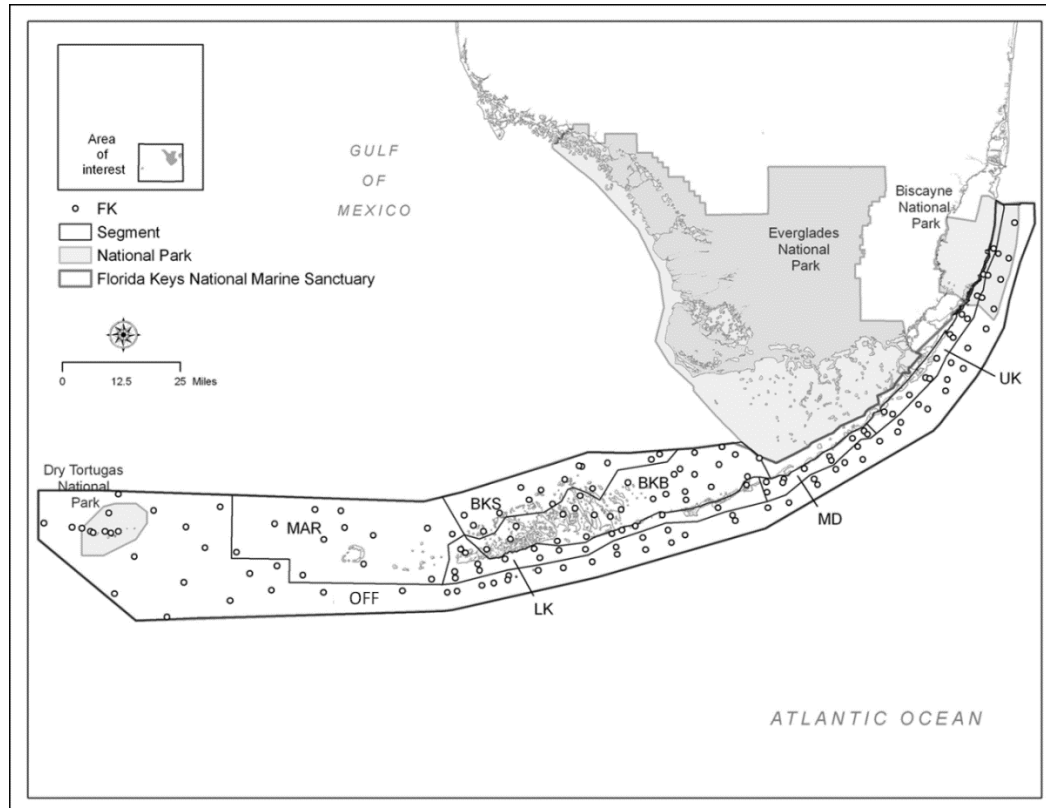 Area
of
interest
FK
Segment
National Park
Florida Keys National Marine Sanctuary
0 12.5 25 Miles
GULF
OF
MEXICO
Everglades
National
Park
Biscayne
National
Park
UK
Dry Tortugas
National
Park
MAR
BKS
BKB
MD
OFF
LK
ATLANTIC OCEAN